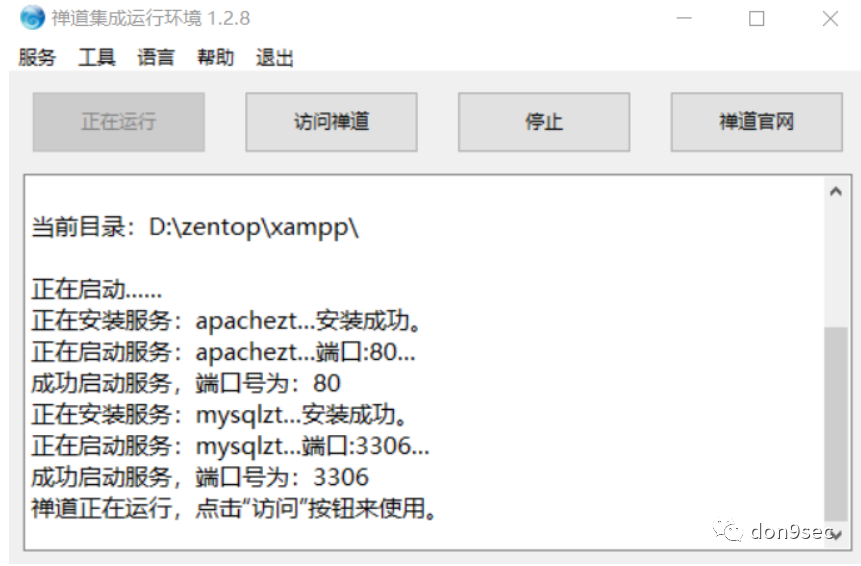 禅道集成运行环境 1.2.8
服务 工具 语言 帮助 退出
正在运行 访问禅道 停止 禅道官网
当前目录：D:\zentop\xampp\
正在启动......
正在安装服务：apachezt...安装成功。
正在启动服务：apachezt...端口:80...
成功启动服务，端口号为：80
正在安装服务：mysqlzt...安装成功。
正在启动服务：mysqlzt...端口:3306...
成功启动服务，端口号为：3306
禅道正在运行，点击“访问”按钮来使用。
don9sec